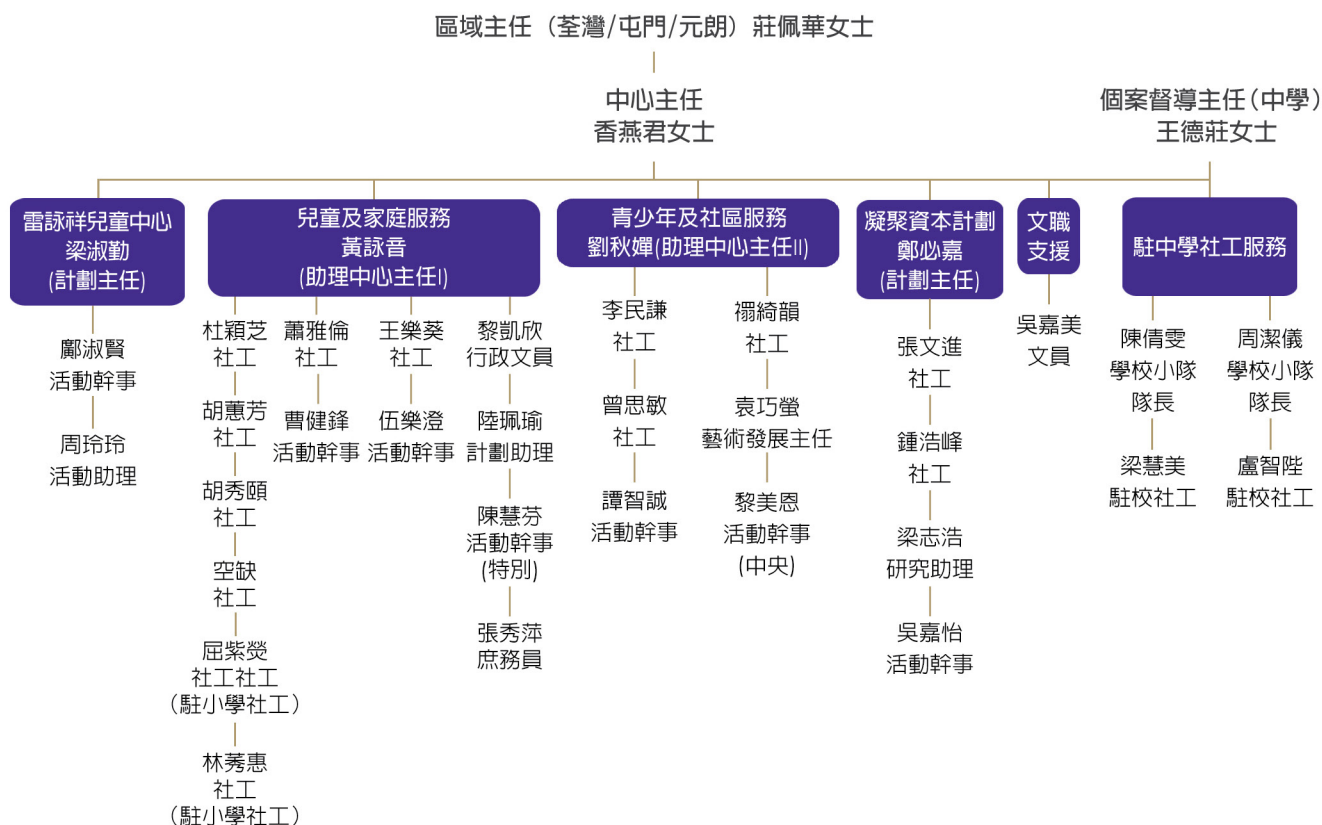 區域主任（荃灣/屯門/元朗）莊佩華女士
中心主任
香燕君女士
個案督導主任（中學）
王德莊女士
雷詠祥兒童中心
梁淑勤
(計劃主任)
鄺淑賢
活動幹事
周玲玲
活動助理
兒童及家庭服務
黃詠音
(助理中心主任I)
杜穎芝
社工
胡蕙芳
社工
胡秀頤
社工
空缺
社工
屈紫熒
社工社工
（駐小學社工）
林莠惠
社工
（駐小學社工）
蕭雅倫
社工
曹健鋒
活動幹事
王樂葵
社工
伍樂澄
活動幹事
黎凱欣
行政文員
陸珮瑜
計劃助理
陳慧芬
活動幹事
(特別)
張秀萍
庶務員
青少年及社區服務
劉秋嬋(助理中心主任II)
李民謙
社工
曾思敏
社工
譚智誠
活動幹事
禤綺韻
社工
袁巧螢
藝術發展主任
黎美恩
活動幹事
(中央)
凝聚資本計劃
鄭必嘉
(計劃主任)
張文進
社工
鍾浩峰
社工
梁志浩
研究助理
吳嘉怡
活動幹事
文職
支援
吳嘉美
文員
駐中學社工服務
陳倩雯
學校小隊
隊長
梁慧美
駐校社工
周潔儀
學校小隊
隊長
盧智陛
駐校社工